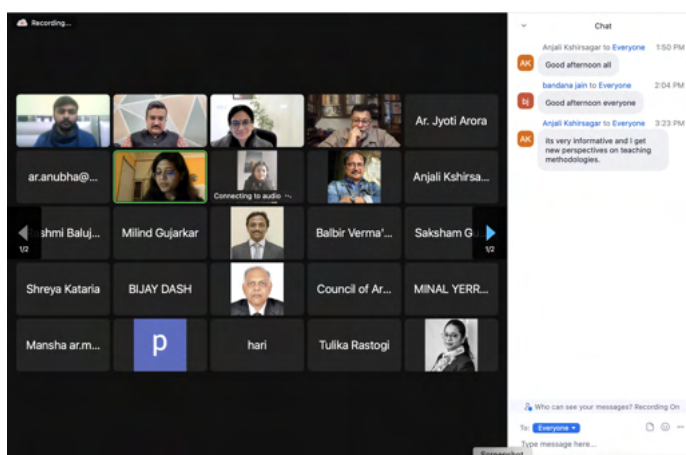 Recording...
Ar. Jyoti Arora
ar.anubha@...
Connecting to audio
Anjali Kshirsa...
shmi Baluj...
Milind Gujarkar
Balbir Verma'...
Saksham Gu
1/2
1/2
Shreya Kataria
BIJAY DASH
Council of Ar...
MINAL YERR...
Mansha ar.m...
p
hari
Tulika Rastogi
Chat
Anjali Kshirsagar to Everyone 1:50 PM
AK
Good afternoon all
bandana jain to Everyone 2:04 PM
bj
Good afternoon everyone
Anjali Kshirsagar to Everyone 3:23 PM
AK
its very informative and I get
new perspectives on teaching
methodologies.
Who can see your messages? Recording On
To: Everyone
Type message here...
Screenshot